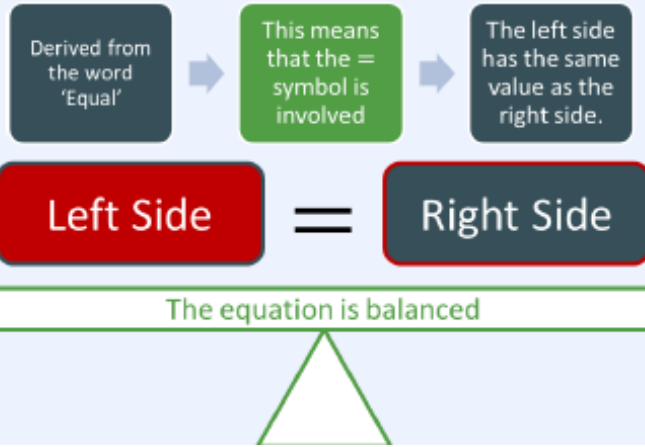 Derived from
the word
‘Equal’
This means
that the =
symbol is
involved
The left side
has the same
value as the
right side.
Left Side
=
Right Side
The equation is balanced